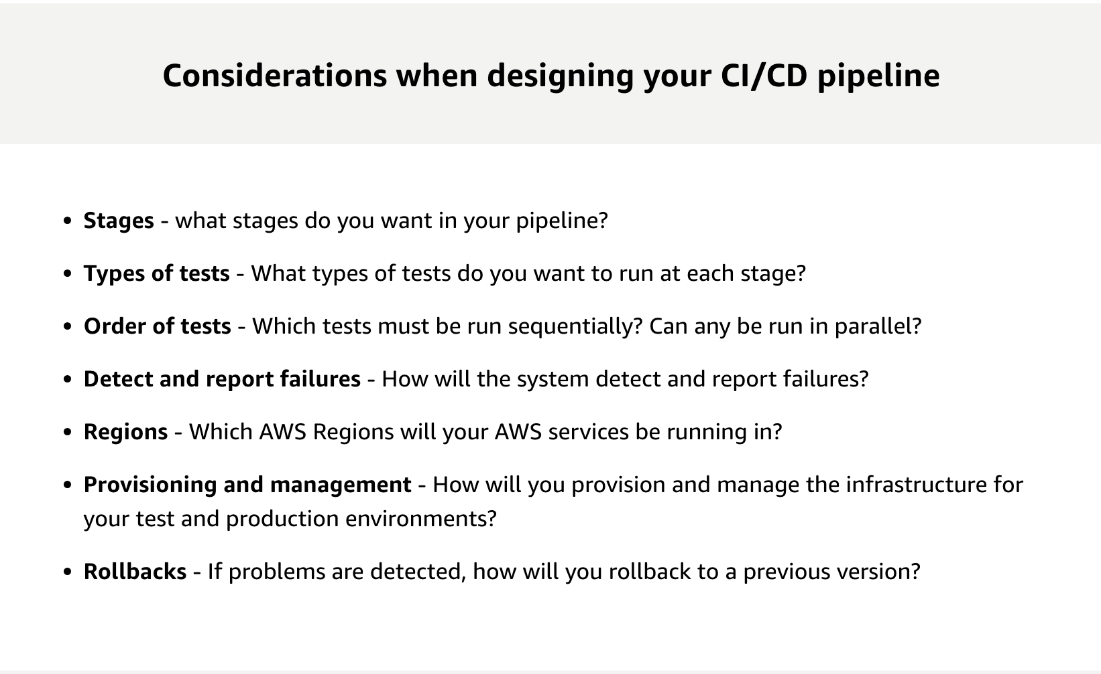 Considerations when designing your CI/CD pipeline
• Stages - what stages do you want in your pipeline?
• Types of tests - What types of tests do you want to run at each stage?
• Order of tests - Which tests must be run sequentially? Can any be run in parallel?
• Detect and report failures - How will the system detect and report failures?
• Regions - Which AWS Regions will your AWS services be running in?
• Provisioning and management - How will you provision and manage the infrastructure for
your test and production environments?
• Rollbacks - If problems are detected, how will you rollback to a previous version?